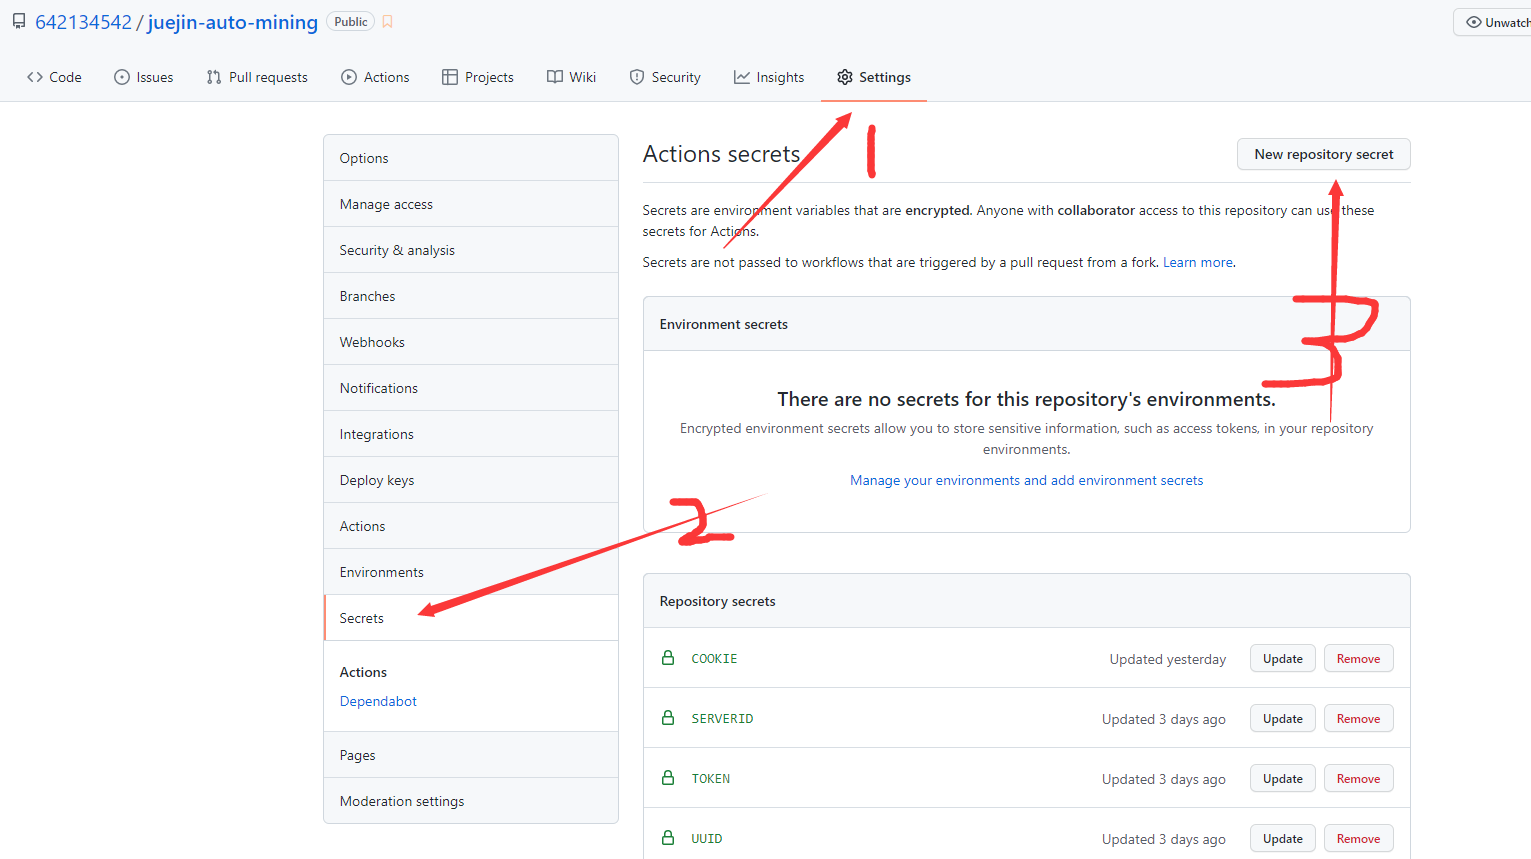 642134542 / juejin-auto-mining Public
Unwatch
Code Issues Pull requests Actions Projects Wiki Security Insights Settings
1
Options
Manage access
Security & analysis
Branches
Webhooks
Notifications
Integrations
Deploy keys
Actions
Environments
Secrets
Actions
Dependabot
Pages
Moderation settings
Actions secrets
New repository secret
Secrets are environment variables that are encrypted. Anyone with collaborator access to this repository can use these
secrets for Actions.
Secrets are not passed to workflows that are triggered by a pull request from a fork. Learn more.
3
Environment secrets
There are no secrets for this repository's environments.
Encrypted environment secrets allow you to store sensitive information, such as access tokens, in your repository
environments.
Manage your environments and add environment secrets
2
Repository secrets
COOKIE Updated yesterday Update Remove
SERVERID Updated 3 days ago Update Remove
TOKEN Updated 3 days ago Update Remove
UUID Updated 3 days ago Update Remove